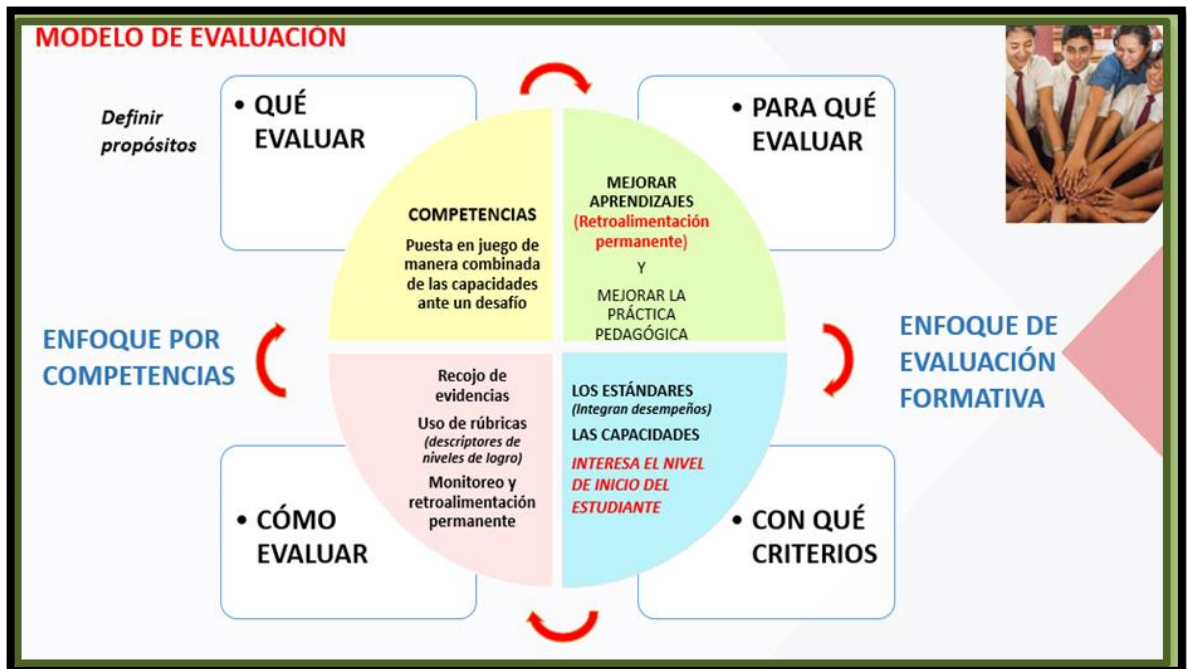 MODELO DE EVALUACIÓN
Definir
propósitos
• QUÉ
EVALUAR
• PARA QUÉ
EVALUAR
COMPETENCIAS
Puesta en juego de
manera combinada
de las capacidades
ante un desafío
MEJORAR
APRENDIZAJES
(Retroalimentación
permanente)
Y
MEJORAR LA
PRÁCTICA
PEDAGÓGICA
ENFOQUE POR
COMPETENCIAS
ENFOQUE DE
EVALUACIÓN
FORMATIVA
Recojo de
evidencias
Uso de rúbricas
(descriptores de
niveles de logro)
Monitoreo y
retroalimentación
permanente
LOS ESTÁNDARES
(Integran desempeños)
LAS CAPACIDADES
INTERESA EL NIVEL
DE INICIO DEL
ESTUDIANTE
• CÓMO
EVALUAR
• CON QUÉ
CRITERIOS